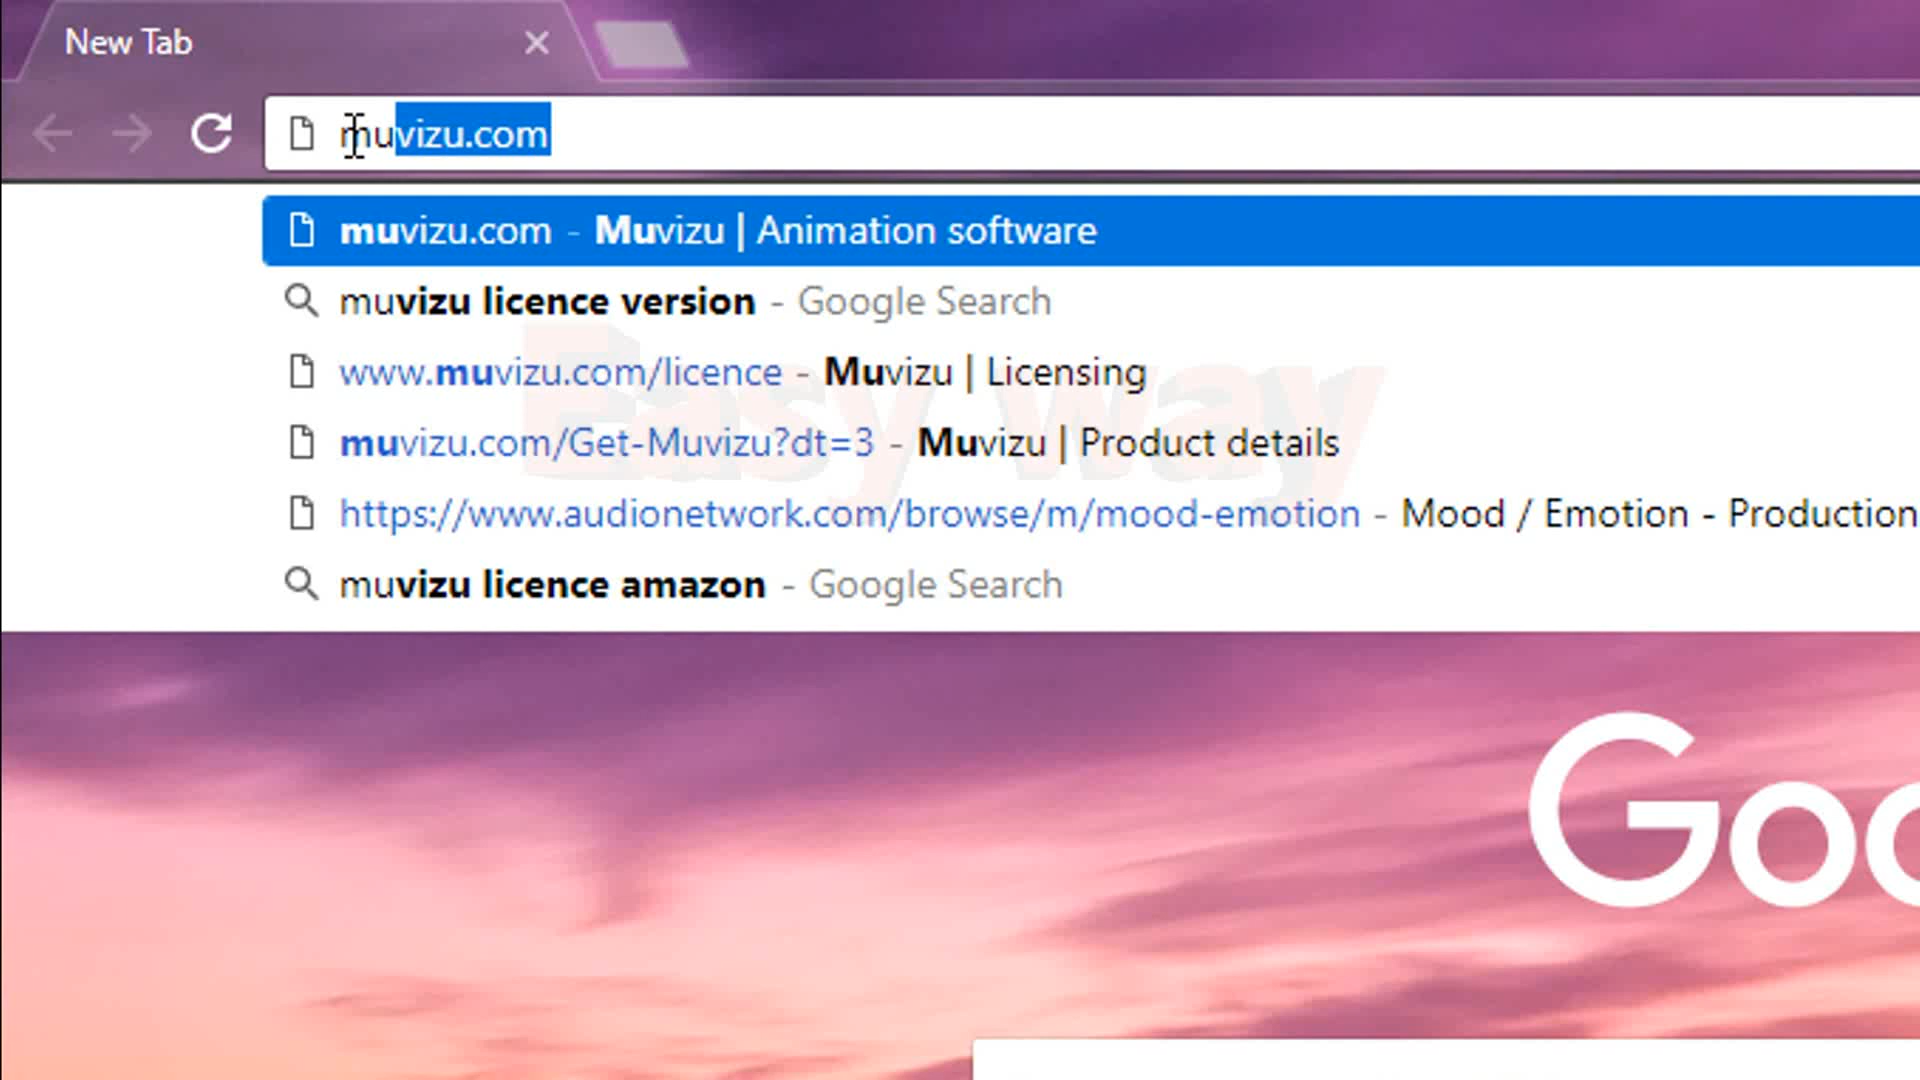 New Tab
muvizu.com
muvizu.com - Muvizu | Animation software
muvizu licence version - Google Search
www.muvizu.com/licence - Muvizu | Licensing
muvizu.com/Get-Muvizu?dt=3 - Muvizu | Product details
https://www.audionetwork.com/browse/m/mood-emotion - Mood / Emotion - Production
muvizu licence amazon - Google Search
Easy way
Goo